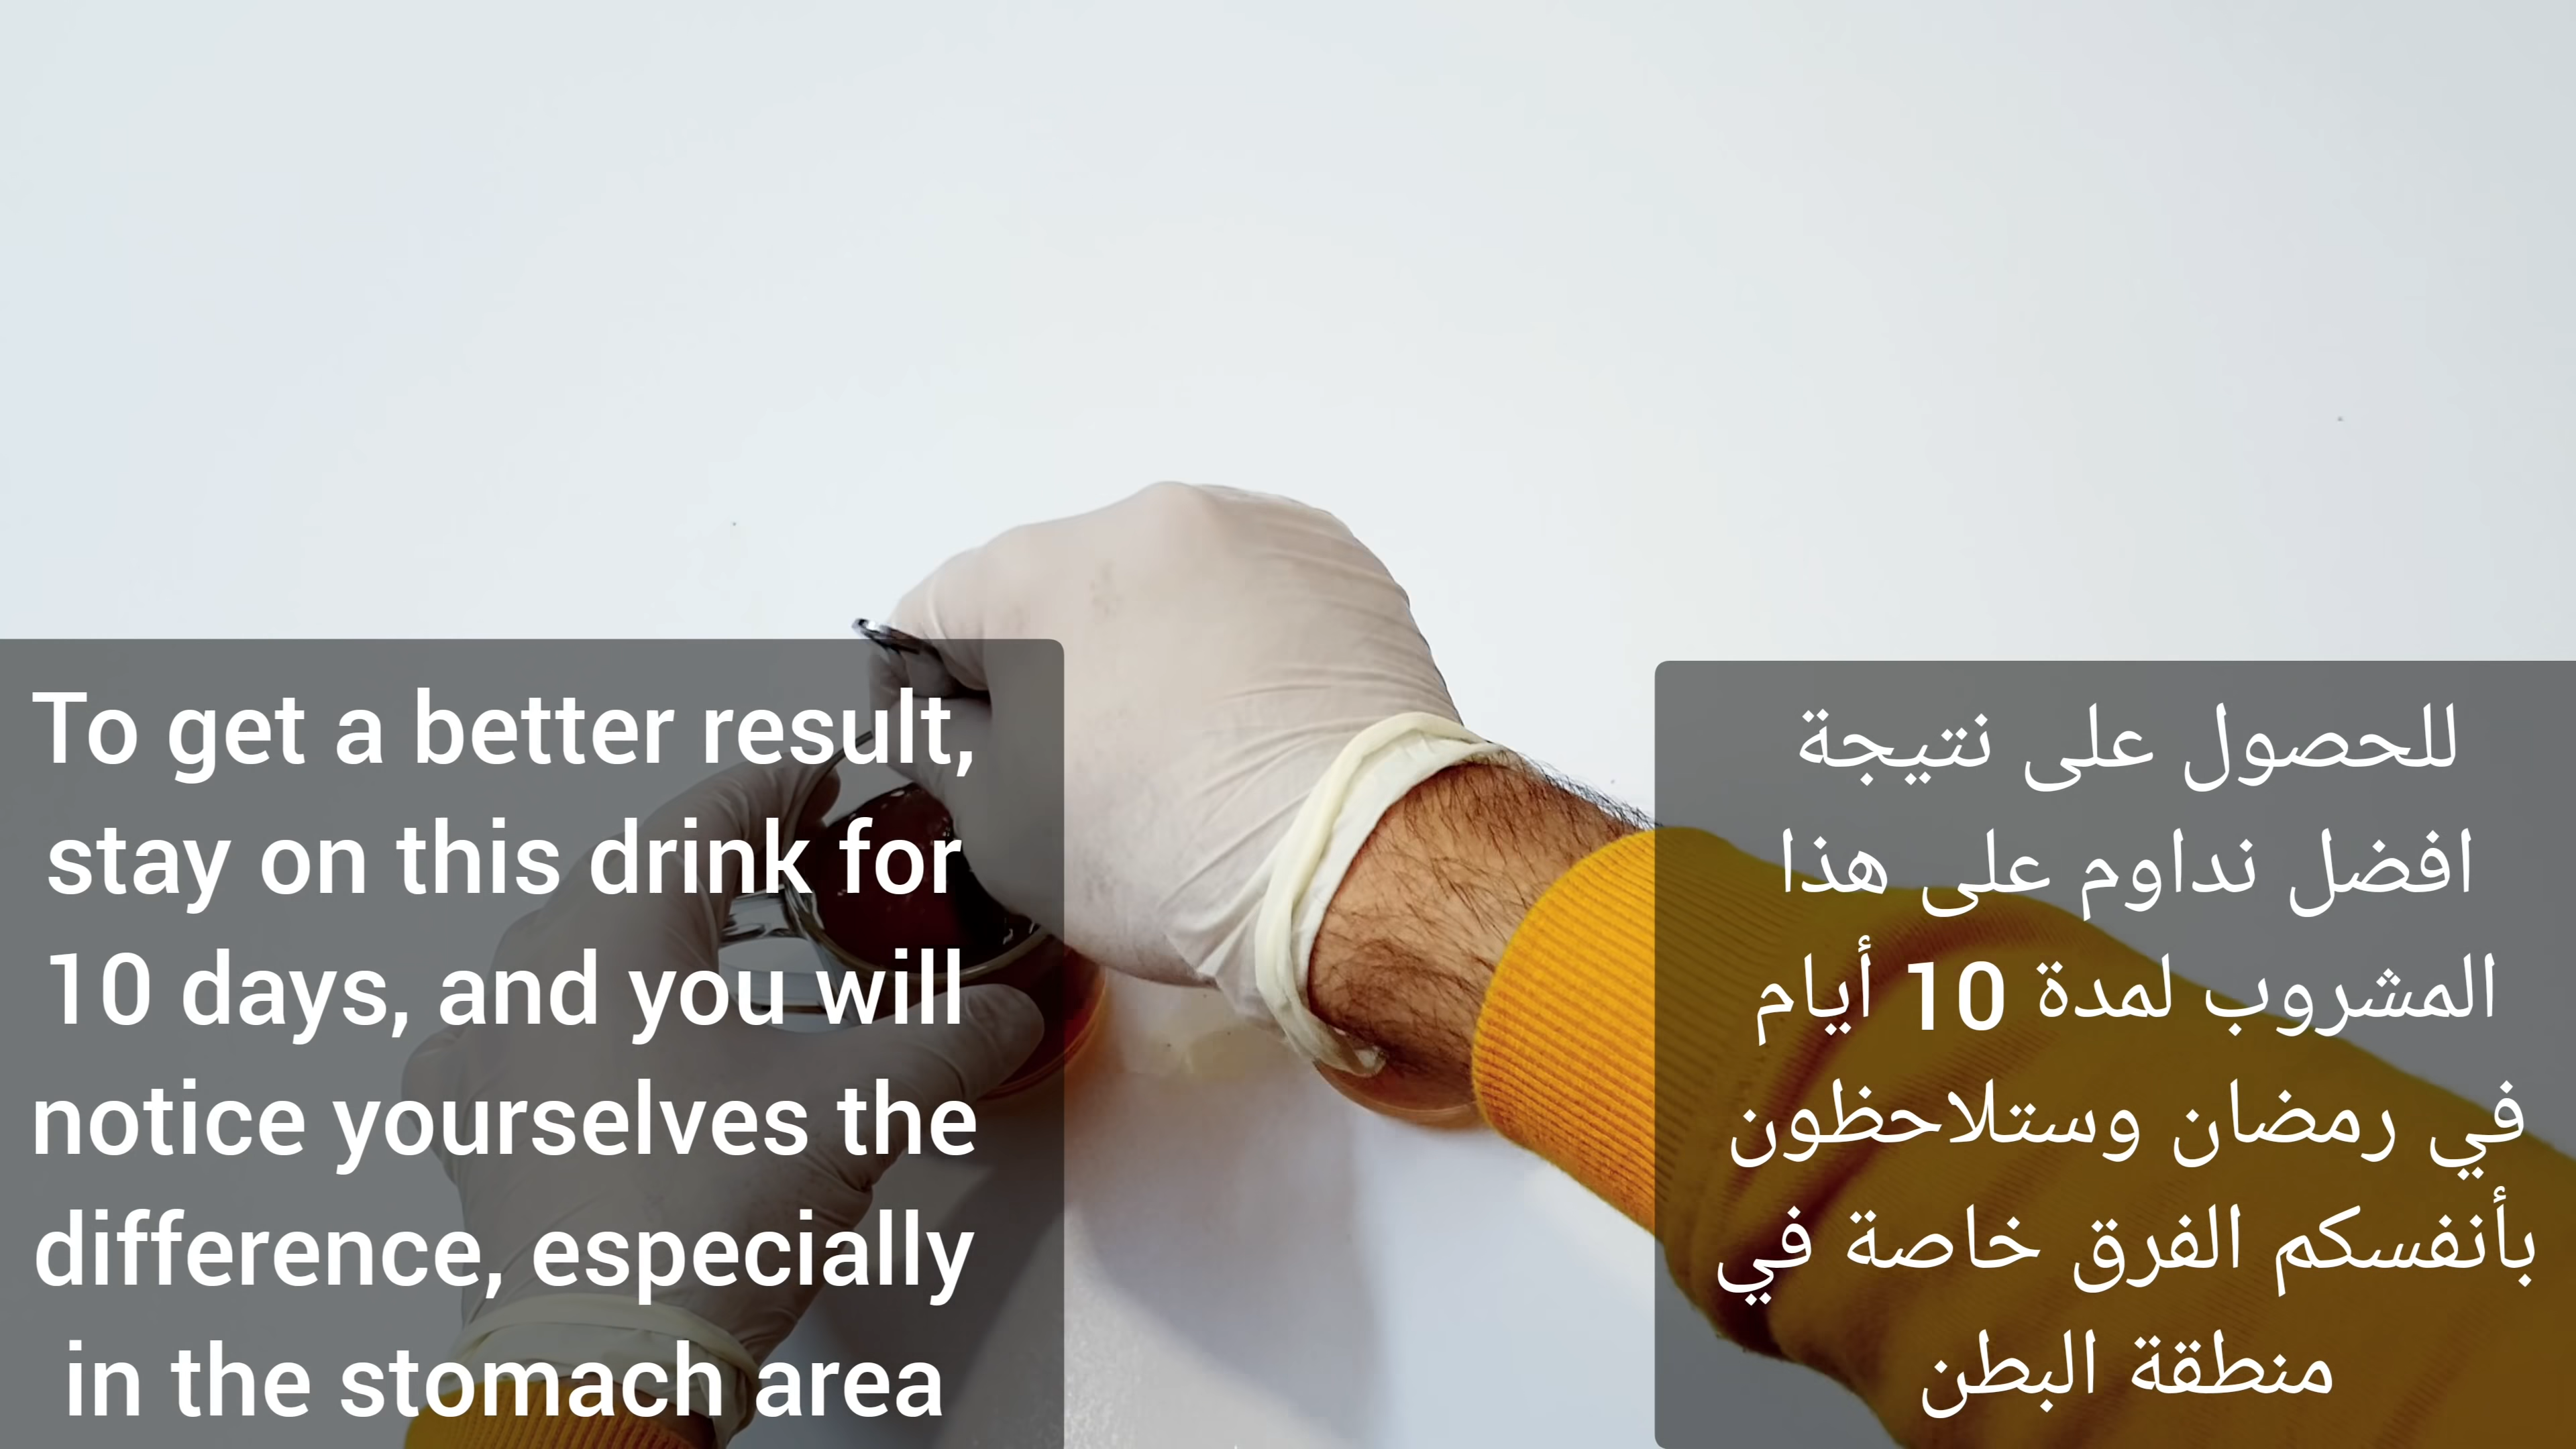 To get a better result,
stay on this drink for
10 days, and you will
notice yourselves the
difference, especially
in the stomach area
للحصول على نتيجة
افضل نداوم على هذا
المشروب لمدة 10 أيام
في رمضان وستلاحظون
بأنفسكم الفرق خاصة في
منطقة البطن